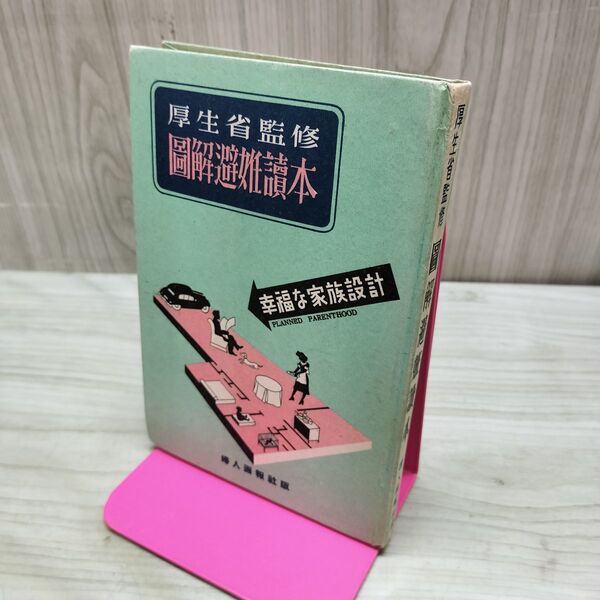 厚生省監修
圖解避姙讀本
幸福な家族設計
PLANNED PARENTHOOD
婦人画報社版
厚生省監修 圖解避姙讀本